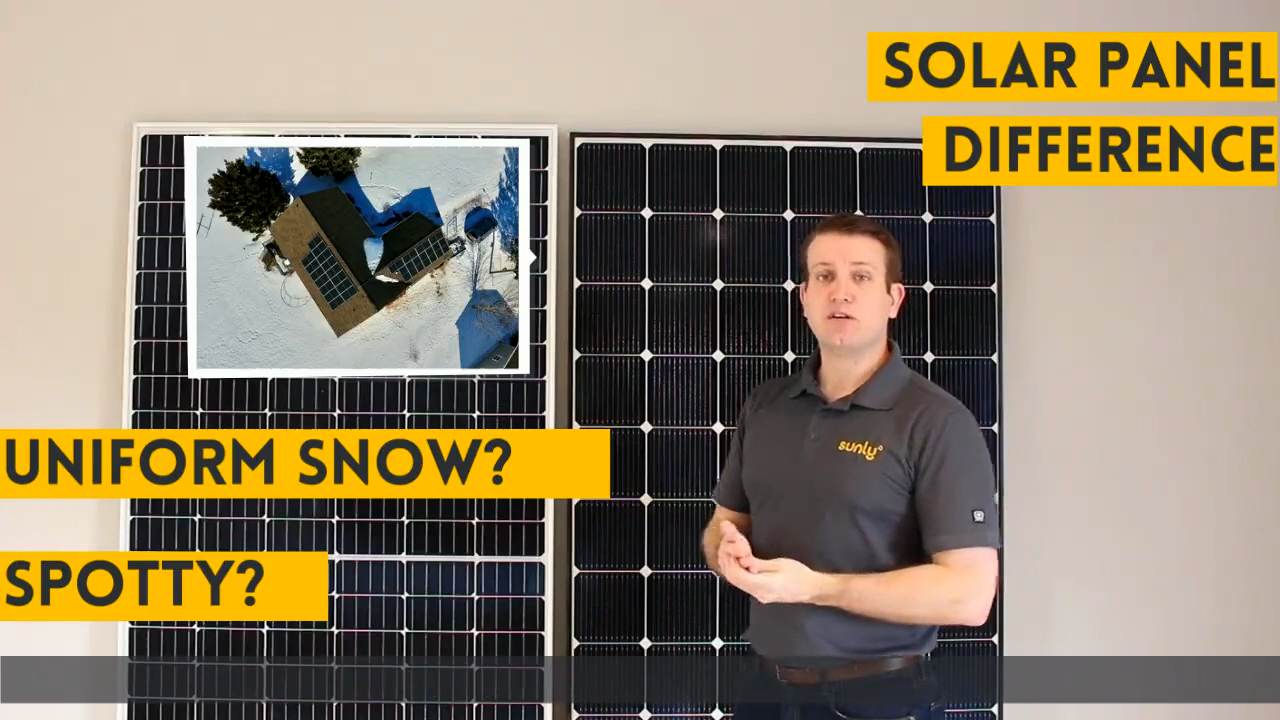 SOLAR PANEL
DIFFERENCE
sunly
UNIFORM SNOW?
SPOTTY?